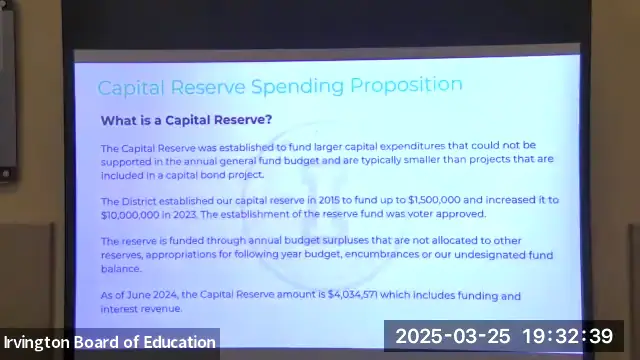 Capital Reserve Spending Proposition
What is a Capital Reserve?
The Capital Reserve was established to fund larger capital expenditures that could not be
supported in the annual general fund budget and are typically smaller than projects that are
included in a capital bond project.
The District established our capital reserve in 2015 to fund up to $1,500,000 and increased it to
$10,000,000 in 2023. The establishment of the reserve fund was voter approved.
The reserve is funded through annual budget surpluses that are not allocated to other
reserves, appropriations for following year budget, encumbrances or our undesignated fund
balance.
As of June 2024, the Capital Reserve amount is $4,034,571 which includes funding and
interest revenue.
Irvington Board of Education
2025-03-25 19:32:39